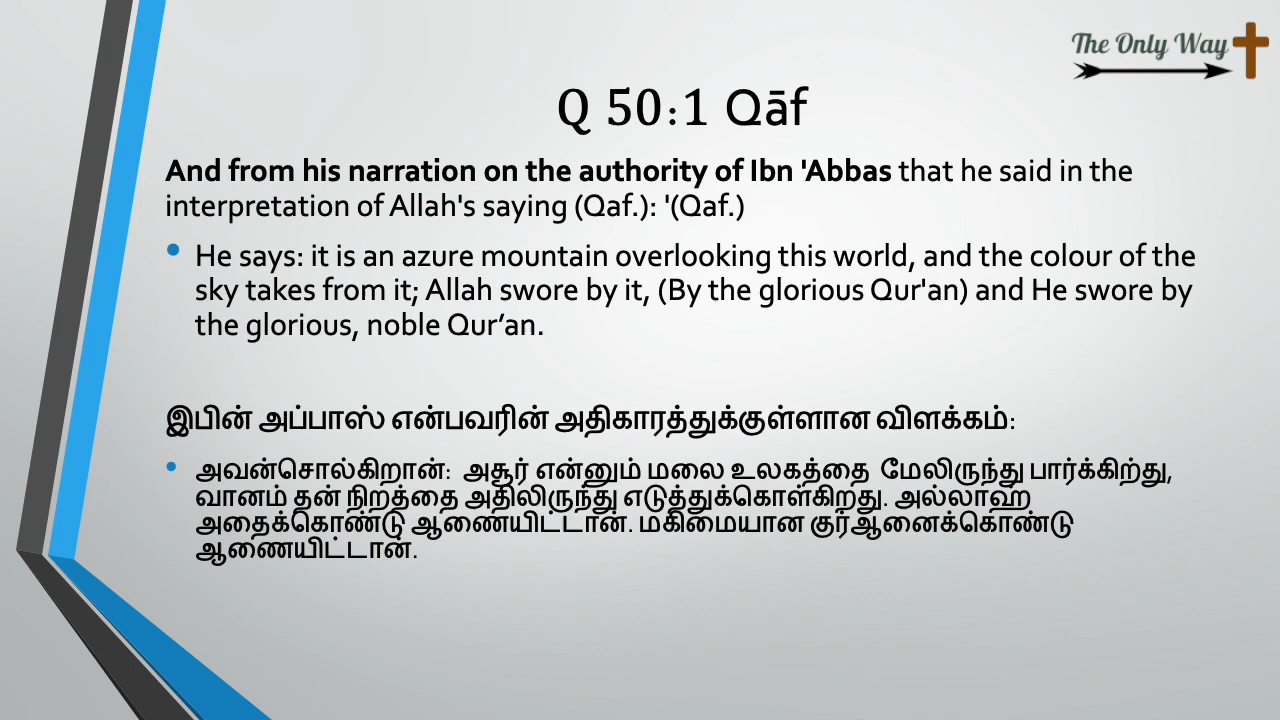 The Only Way
Q 50:1 Qāf
And from his narration on the authority of Ibn 'Abbas that he said in the
interpretation of Allah's saying (Qaf.): '(Qaf.)
He says: it is an azure mountain overlooking this world, and the colour of the
sky takes from it; Allah swore by it, (By the glorious Qur'an) and He swore by
the glorious, noble Qur’an.
இபின் அப்பாஸ் என்பவரின் அதிகாரத்துக்குள்ளான விளக்கம்:
அவன்சொல்கிறான்: அசூர் என்னும் மலை உலகத்தை மேலிருந்து பார்க்கிற்து,
வானம் தன் நிறத்தை அதிலிருந்து எடுத்துக்கொள்கிறது. அல்லாஹ்
அதைக்கொண்டு ஆணையிட்டான். மகிமையான குர்ஆனைக்கொண்டு
ஆணையிட்டான்.